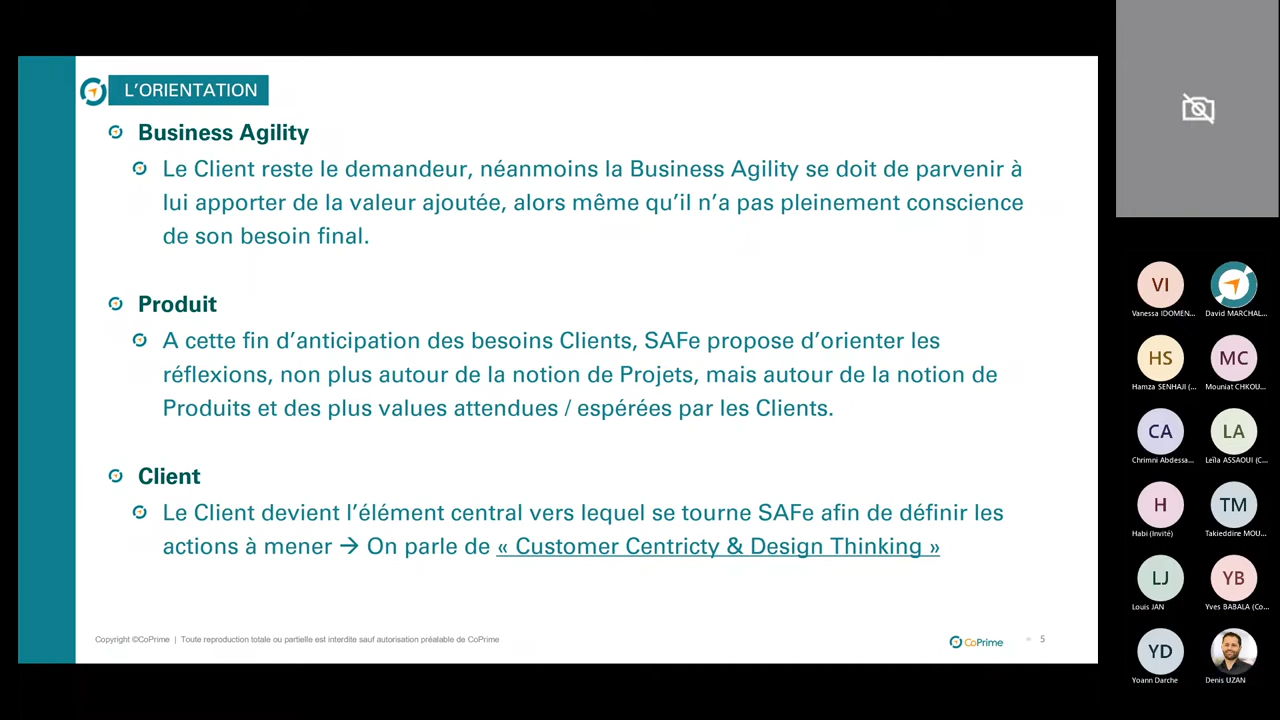 L'ORIENTATION
Business Agility
Le Client reste le demandeur, néanmoins la Business Agility se doit de parvenir à
lui apporter de la valeur ajoutée, alors même qu'il n'a pas pleinement conscience
de son besoin final.
Produit
A cette fin d'anticipation des besoins Clients, SAFe propose d'orienter les
réflexions, non plus autour de la notion de Projets, mais autour de la notion de
Produits et des plus values attendues / espérées par les Clients.
Client
Le Client devient l'élément central vers lequel se tourne SAFe afin de définir les
actions à mener → On parle de « Customer Centricty & Design Thinking »
Copyright ©CoPrime | Toute reproduction totale ou partielle est interdite sauf autorisation préalable de CoPrime
CoPrime
5
VI
Vanessa IDOMEN...
David MARCHAL...
HS
MC
Hamza SENHAJI (...
Mouniat CHKOU...
CA
LA
Chrimni Abdessa...
Leïla ASSAOUI (C...
H
TM
Habi (Invité)
Takieddine MOU...
LJ
YB
Louis JAN
Yves BABALA (Co...
YD
Yoann Darche
Denis UZAN